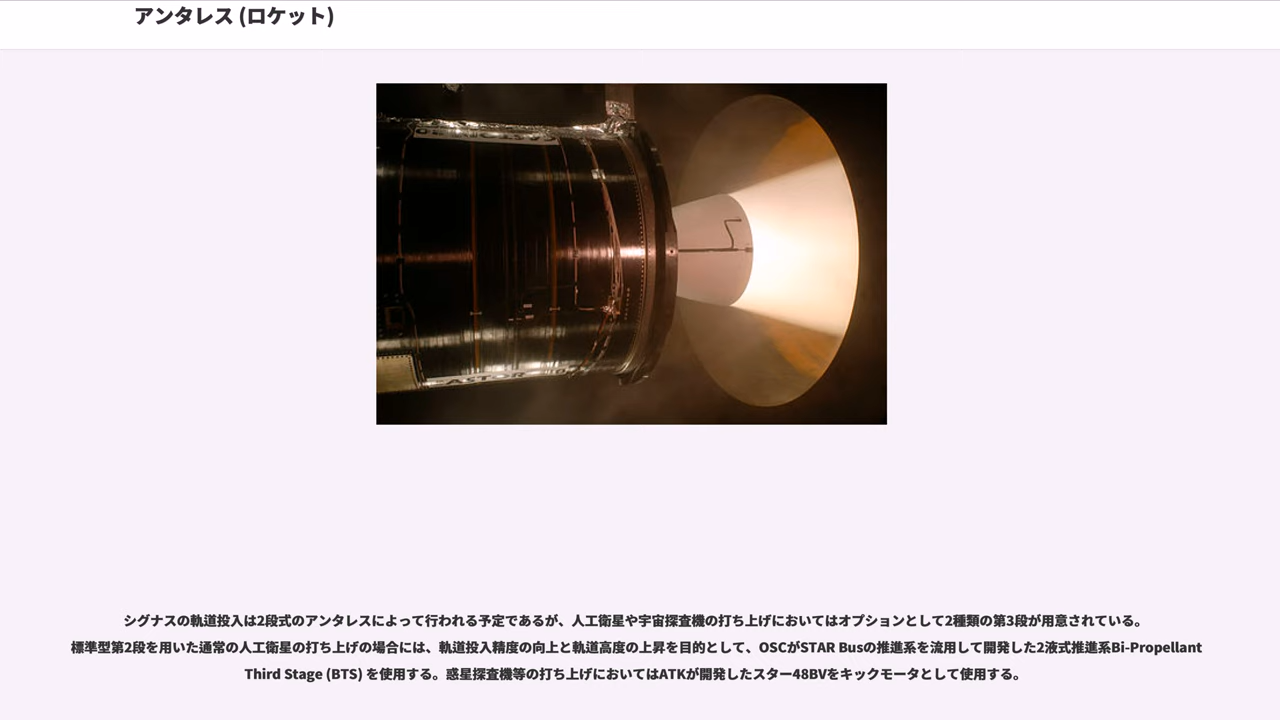 アンタレス (ロケット)
シグナスの軌道投入は2段式のアンタレスによって行われる予定であるが、人工衛星や宇宙探査機の打ち上げにおいてはオプションとして2種類の第3段が用意されている。
標準型第2段を用いた通常の人工衛星の打ち上げの場合には、軌道投入精度の向上と軌道高度の上昇を目的として、OSCがSTAR Busの推進系を流用して開発した2液式推進系Bi-Propellant
Third Stage (BTS) を使用する。惑星探査機等の打ち上げにおいてはATKが開発したスター48BVをキックモータとして使用する。